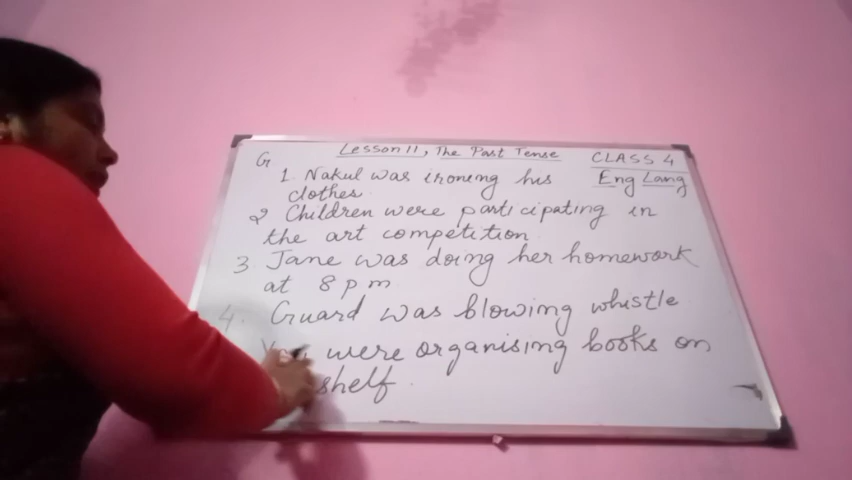 Lesson 11, The Past Tense
CLASS 4
Eng Lang
G
1. Nakul was ironing his
clothes.
2 Children were participating in
the art competition.
3 Jane was doing her homework
at 8 pm
4. Guard was blowing whistle
were organising books on
shelf.